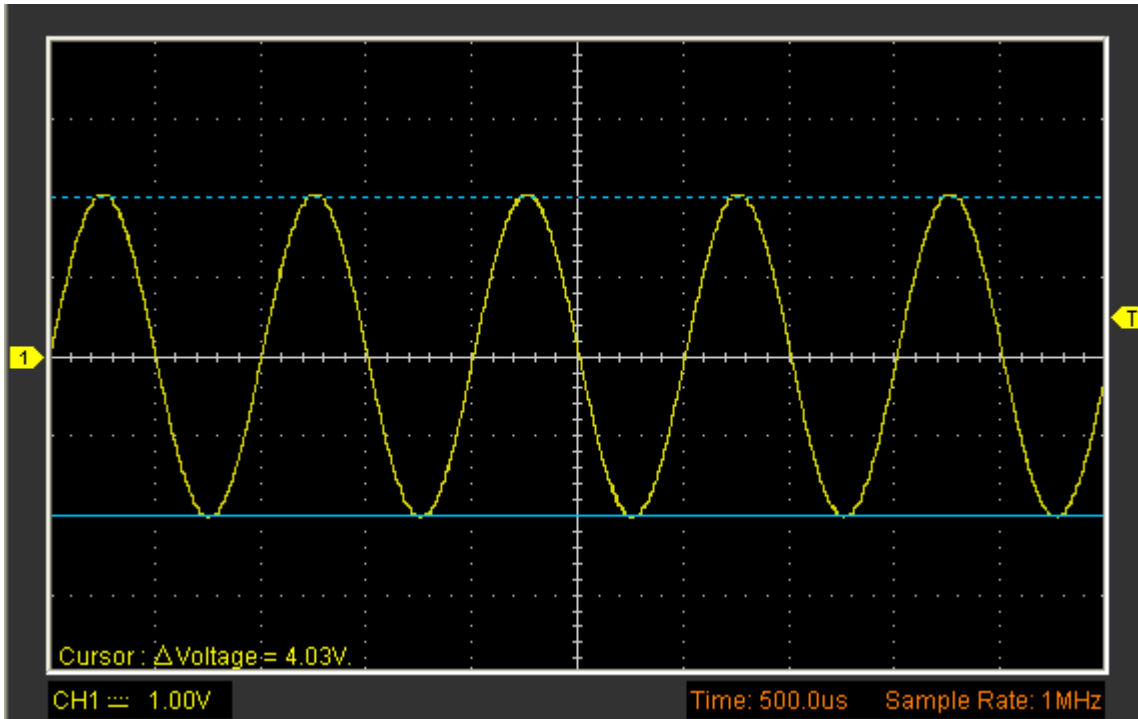 1
T
Cursor : ΔVoltage = 4.03V.
CH1 1.00V
Time: 500.0us Sample Rate: 1MHz